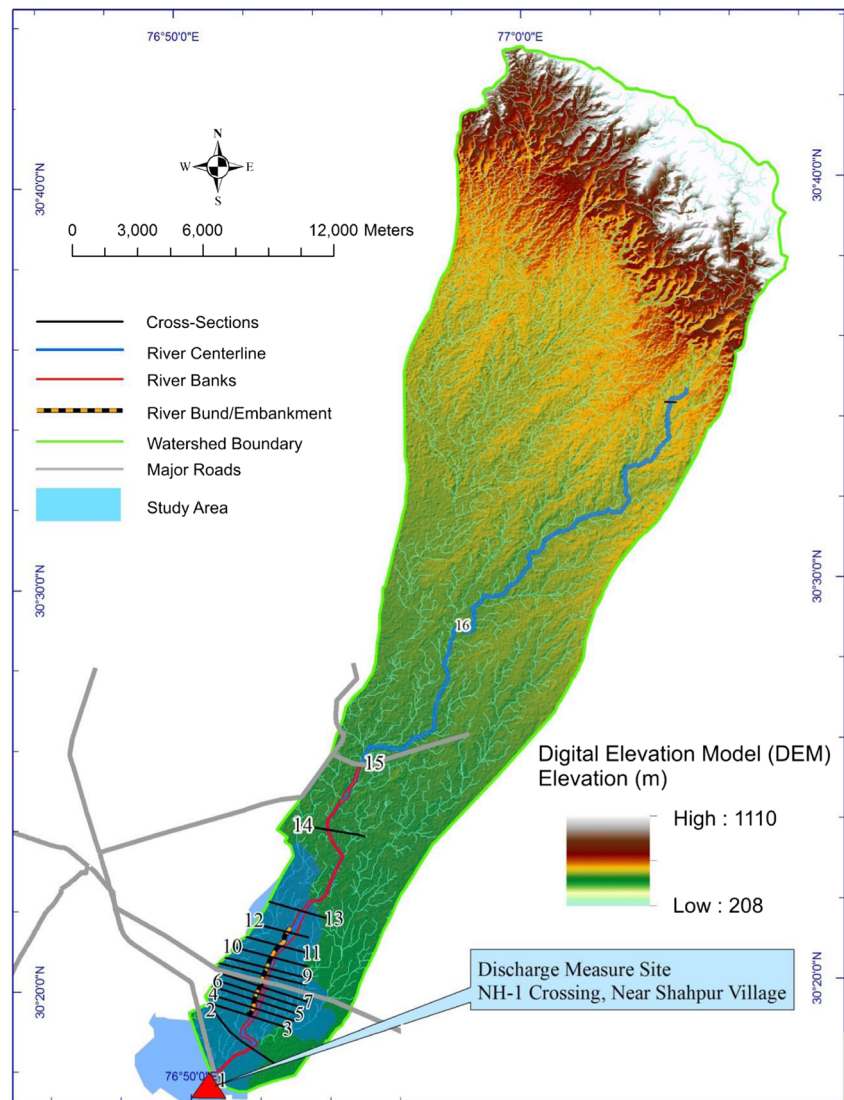 76°50'0"E
77°0'0"E
N
W
E
S
30°40'0"N
30°40'0"N
0
3,000
6,000
12,000 Meters
Cross-Sections
River Centerline
River Banks
River Bund/Embankment
Watershed Boundary
Major Roads
Study Area
30°30'0"N
30°30'0"N
16
15
14
Digital Elevation Model (DEM)
Elevation (m)
High : 1110
Low : 208
13
12
11
10
9
6
7
4
5
2
3
30°20'0"N
30°20'0"N
Discharge Measure Site
NH-1 Crossing, Near Shahpur Village
76°50'0"E
1